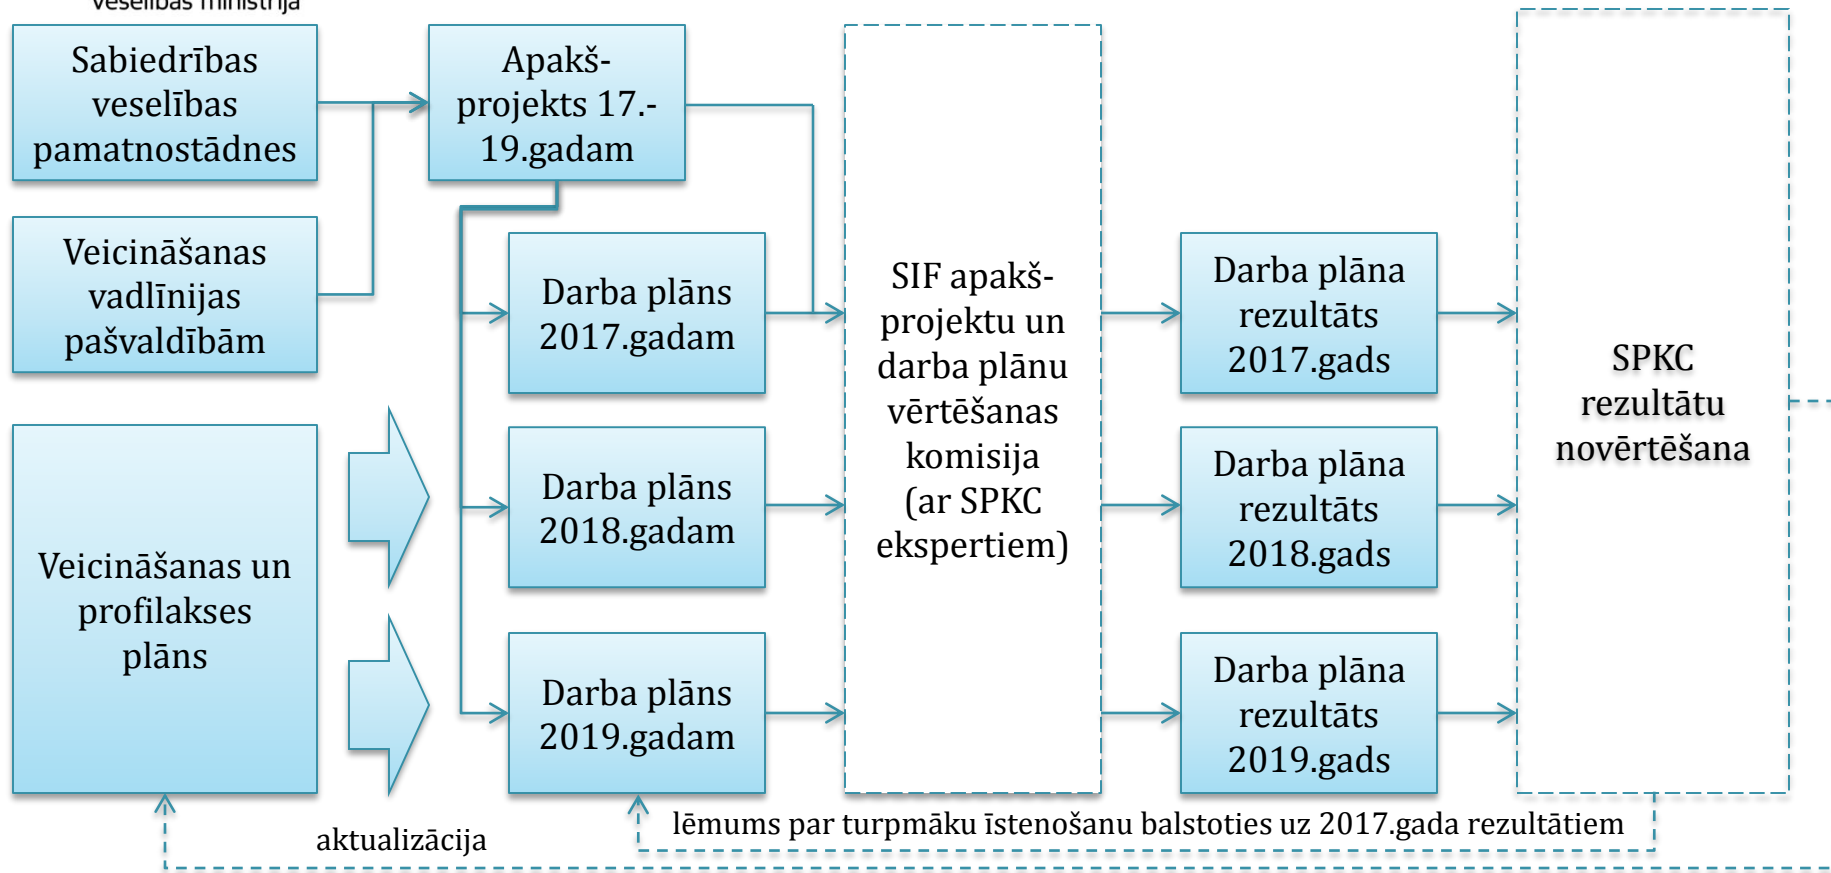 Veselības ministrija
Sabiedrības
veselības
pamatnostādnes
Apakš-
projekts 17.-
19.gadam
Veicināšanas
vadlīnijas
pašvaldībām
Veicināšanas un
profilakses
plāns
Darba plāns
2017.gadam
Darba plāns
2018.gadam
Darba plāns
2019.gadam
SIF apakš-
projektu un
darba plānu
vērtēšanas
komisija
(ar SPKC
ekspertiem)
Darba plāna
rezultāts
2017.gads
Darba plāna
rezultāts
2018.gads
Darba plāna
rezultāts
2019.gads
SPKC
rezultātu
novērtēšana
lēmums par turpmāku īstenošanu balstoties uz 2017.gada rezultātiem
aktualizācija